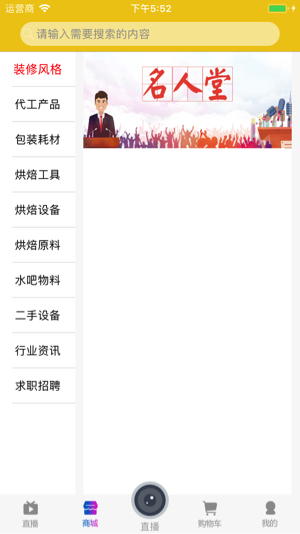 运营商
下午5:52
请输入需要搜索的内容
装修风格
名人堂
代工产品
包装耗材
烘焙工具
烘焙设备
烘焙原料
水吧物料
二手设备
行业资讯
求职招聘
直播
商城
直播
购物车
我的